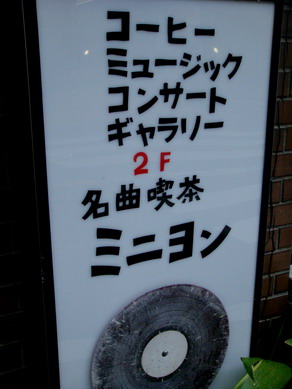 コーヒー
ミュージック
コンサート
ギャラリー
2F
名曲喫茶
ミニヨン